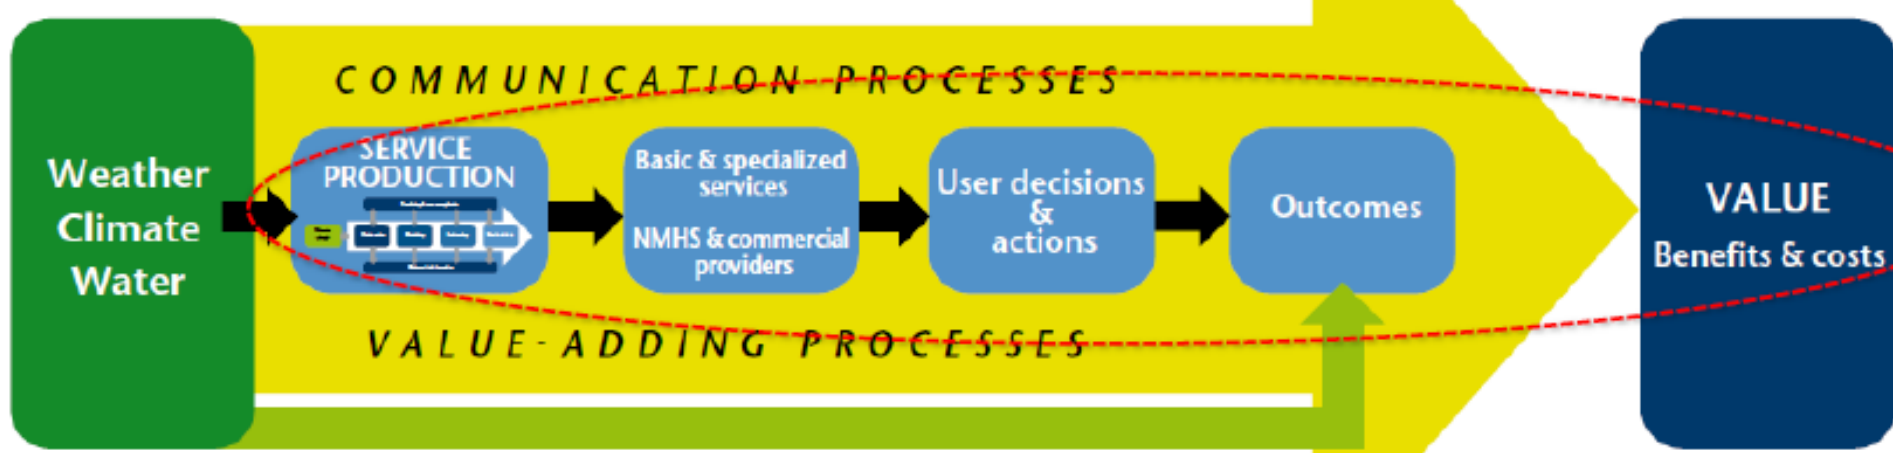 COMMUNICATION PROCESSES
Weather
Climate
Water
SERVICE
PRODUCTION
Basic & specialized
services
NMHS & commercial
providers
User decisions
&
actions
Outcomes
VALUE
Benefits & costs
VALUE-ADDING PROCESSES